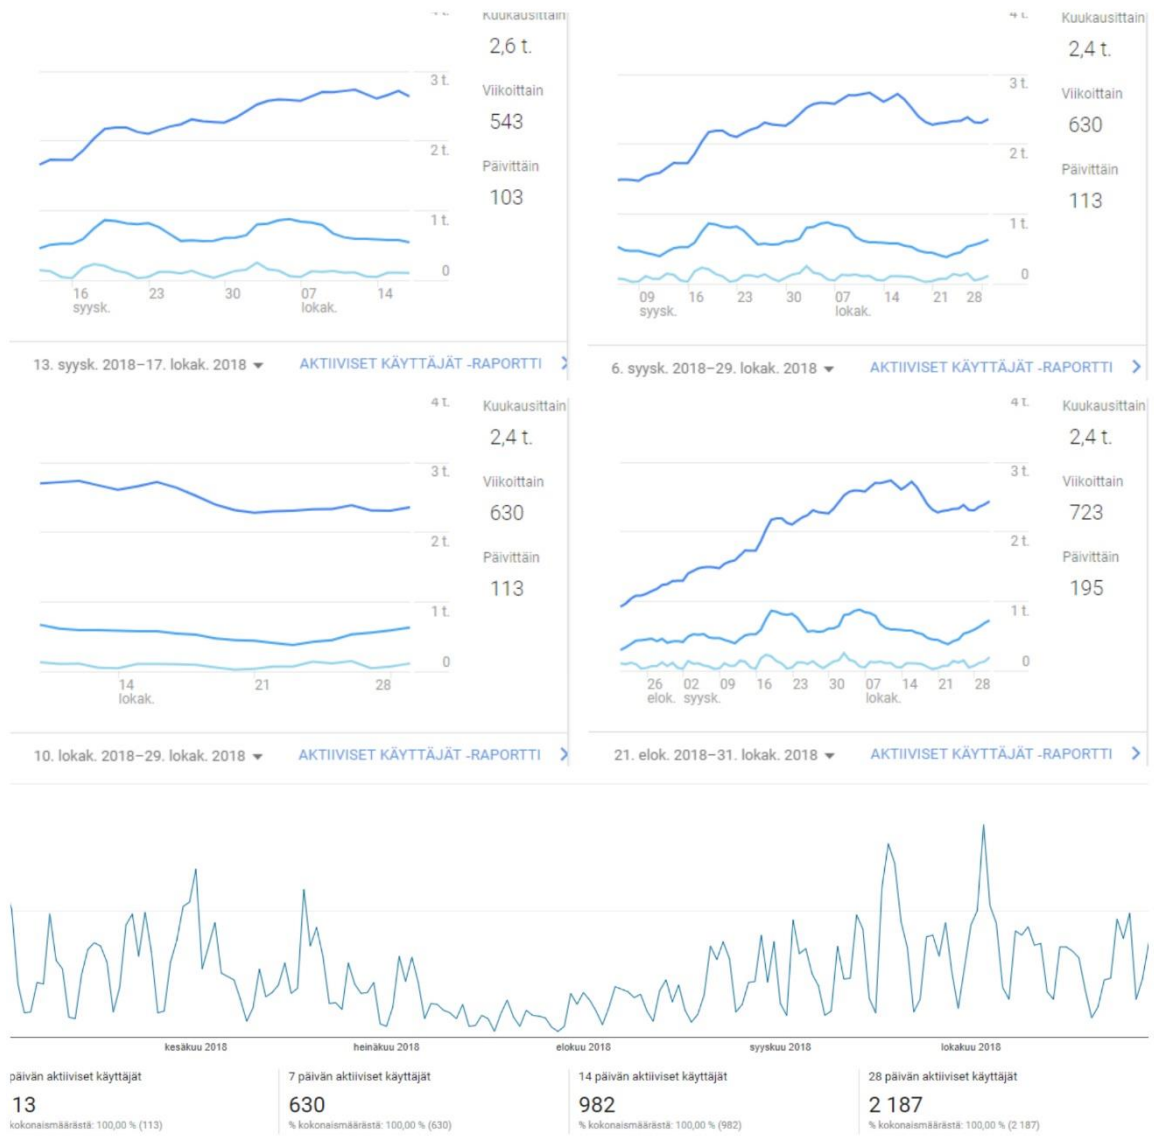 Kuukausittain
2,6 t.
3 t.
Viikoittain
543
2 t.
Päivittäin
103
1 t.
0
16 23 30 07 14
syysk. lokak.
13. syysk. 2018–17. lokak. 2018 AKTIIVISET KÄYTTÄJÄT -RAPORTTI
4 t. Kuukausittain
2,4 t.
3 t.
Viikoittain
630
2 t.
Päivittäin
113
1 t.
0
09 16 23 30 07 14 21 28
syysk. lokak.
6. syysk. 2018–29. lokak. 2018 AKTIIVISET KÄYTTÄJÄT -RAPORTTI
4 t. Kuukausittain
2,4 t.
3 t.
Viikoittain
630
2 t.
Päivittäin
113
1 t.
0
14 21 28
lokak.
10. lokak. 2018–29. lokak. 2018 AKTIIVISET KÄYTTÄJÄT -RAPORTTI
4 t. Kuukausittain
2,4 t.
3 t.
Viikoittain
723
2 t.
Päivittäin
195
1 t.
0
26 02 09 16 23 30 07 14 21 28
elok. syysk. lokak.
21. elok. 2018–31. lokak. 2018 AKTIIVISET KÄYTTÄJÄT -RAPORTTI
kesäkuu 2018 heinäkuu 2018 elokuu 2018 syyskuu 2018 lokakuu 2018
päivän aktiiviset käyttäjät
13
kokonaismäärästä: 100,00 % (113)
7 päivän aktiiviset käyttäjät
630
% kokonaismäärästä: 100,00 % (630)
14 päivän aktiiviset käyttäjät
982
% kokonaismäärästä: 100,00 % (982)
28 päivän aktiiviset käyttäjät
2 187
% kokonaismäärästä: 100,00 % (2 187)